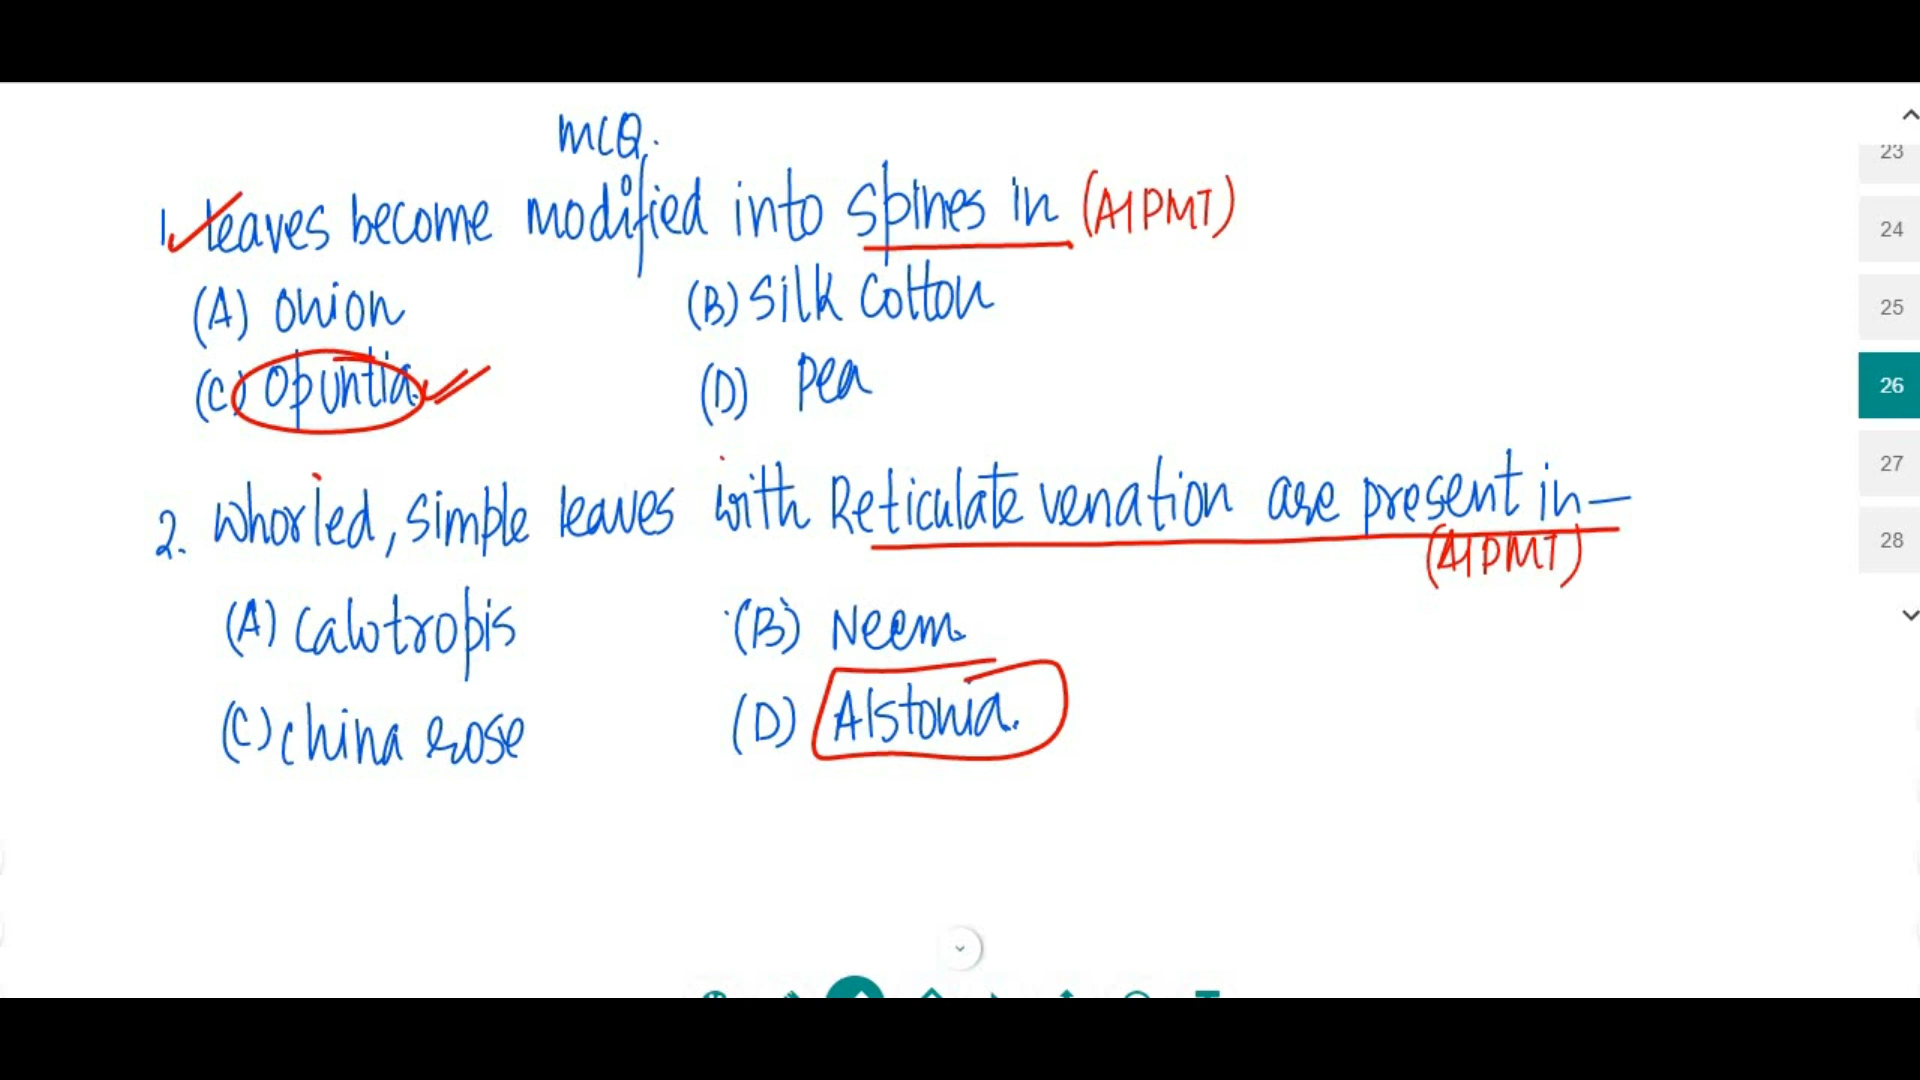 MCQ.
1. leaves become modified into spines in (AIPMT)
(A) onion (B) silk cotton
(C) opuntia (D) Pea
2. Whorled, simple leaves with Reticulate venation are present in—
(AIPMT)
(A) calotropis (B) Neem
(C) china rose (D) Alstonia.
23
24
25
26
27
28